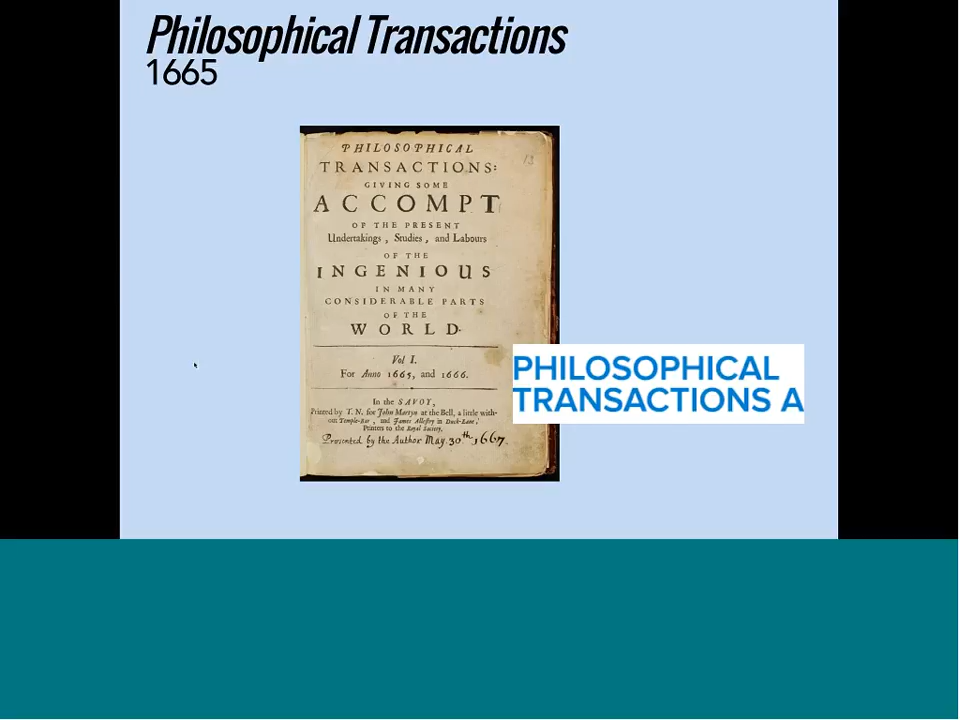 Philosophical Transactions
1665
PHILOSOPHICAL
TRANSACTIONS:
GIVING SOME
ACCOMPT
OF THE PRESENT
Undertakings, Studies, and Labours
OF THE
INGENIOUS
IN MANY
CONSIDERABLE PARTS
OF THE
WORLD.
Vol I.
For Anno 1665, and 1666.
In the SAVOY,
Printed by T. N. for John Martyn at the Bell, a little with-
out Temple-Bar, and James Allestry in Duck-Lane,
Printers to the Royal Society.
Presented by the Author May. 30th, 1667.
13
PHILOSOPHICAL
TRANSACTIONS A